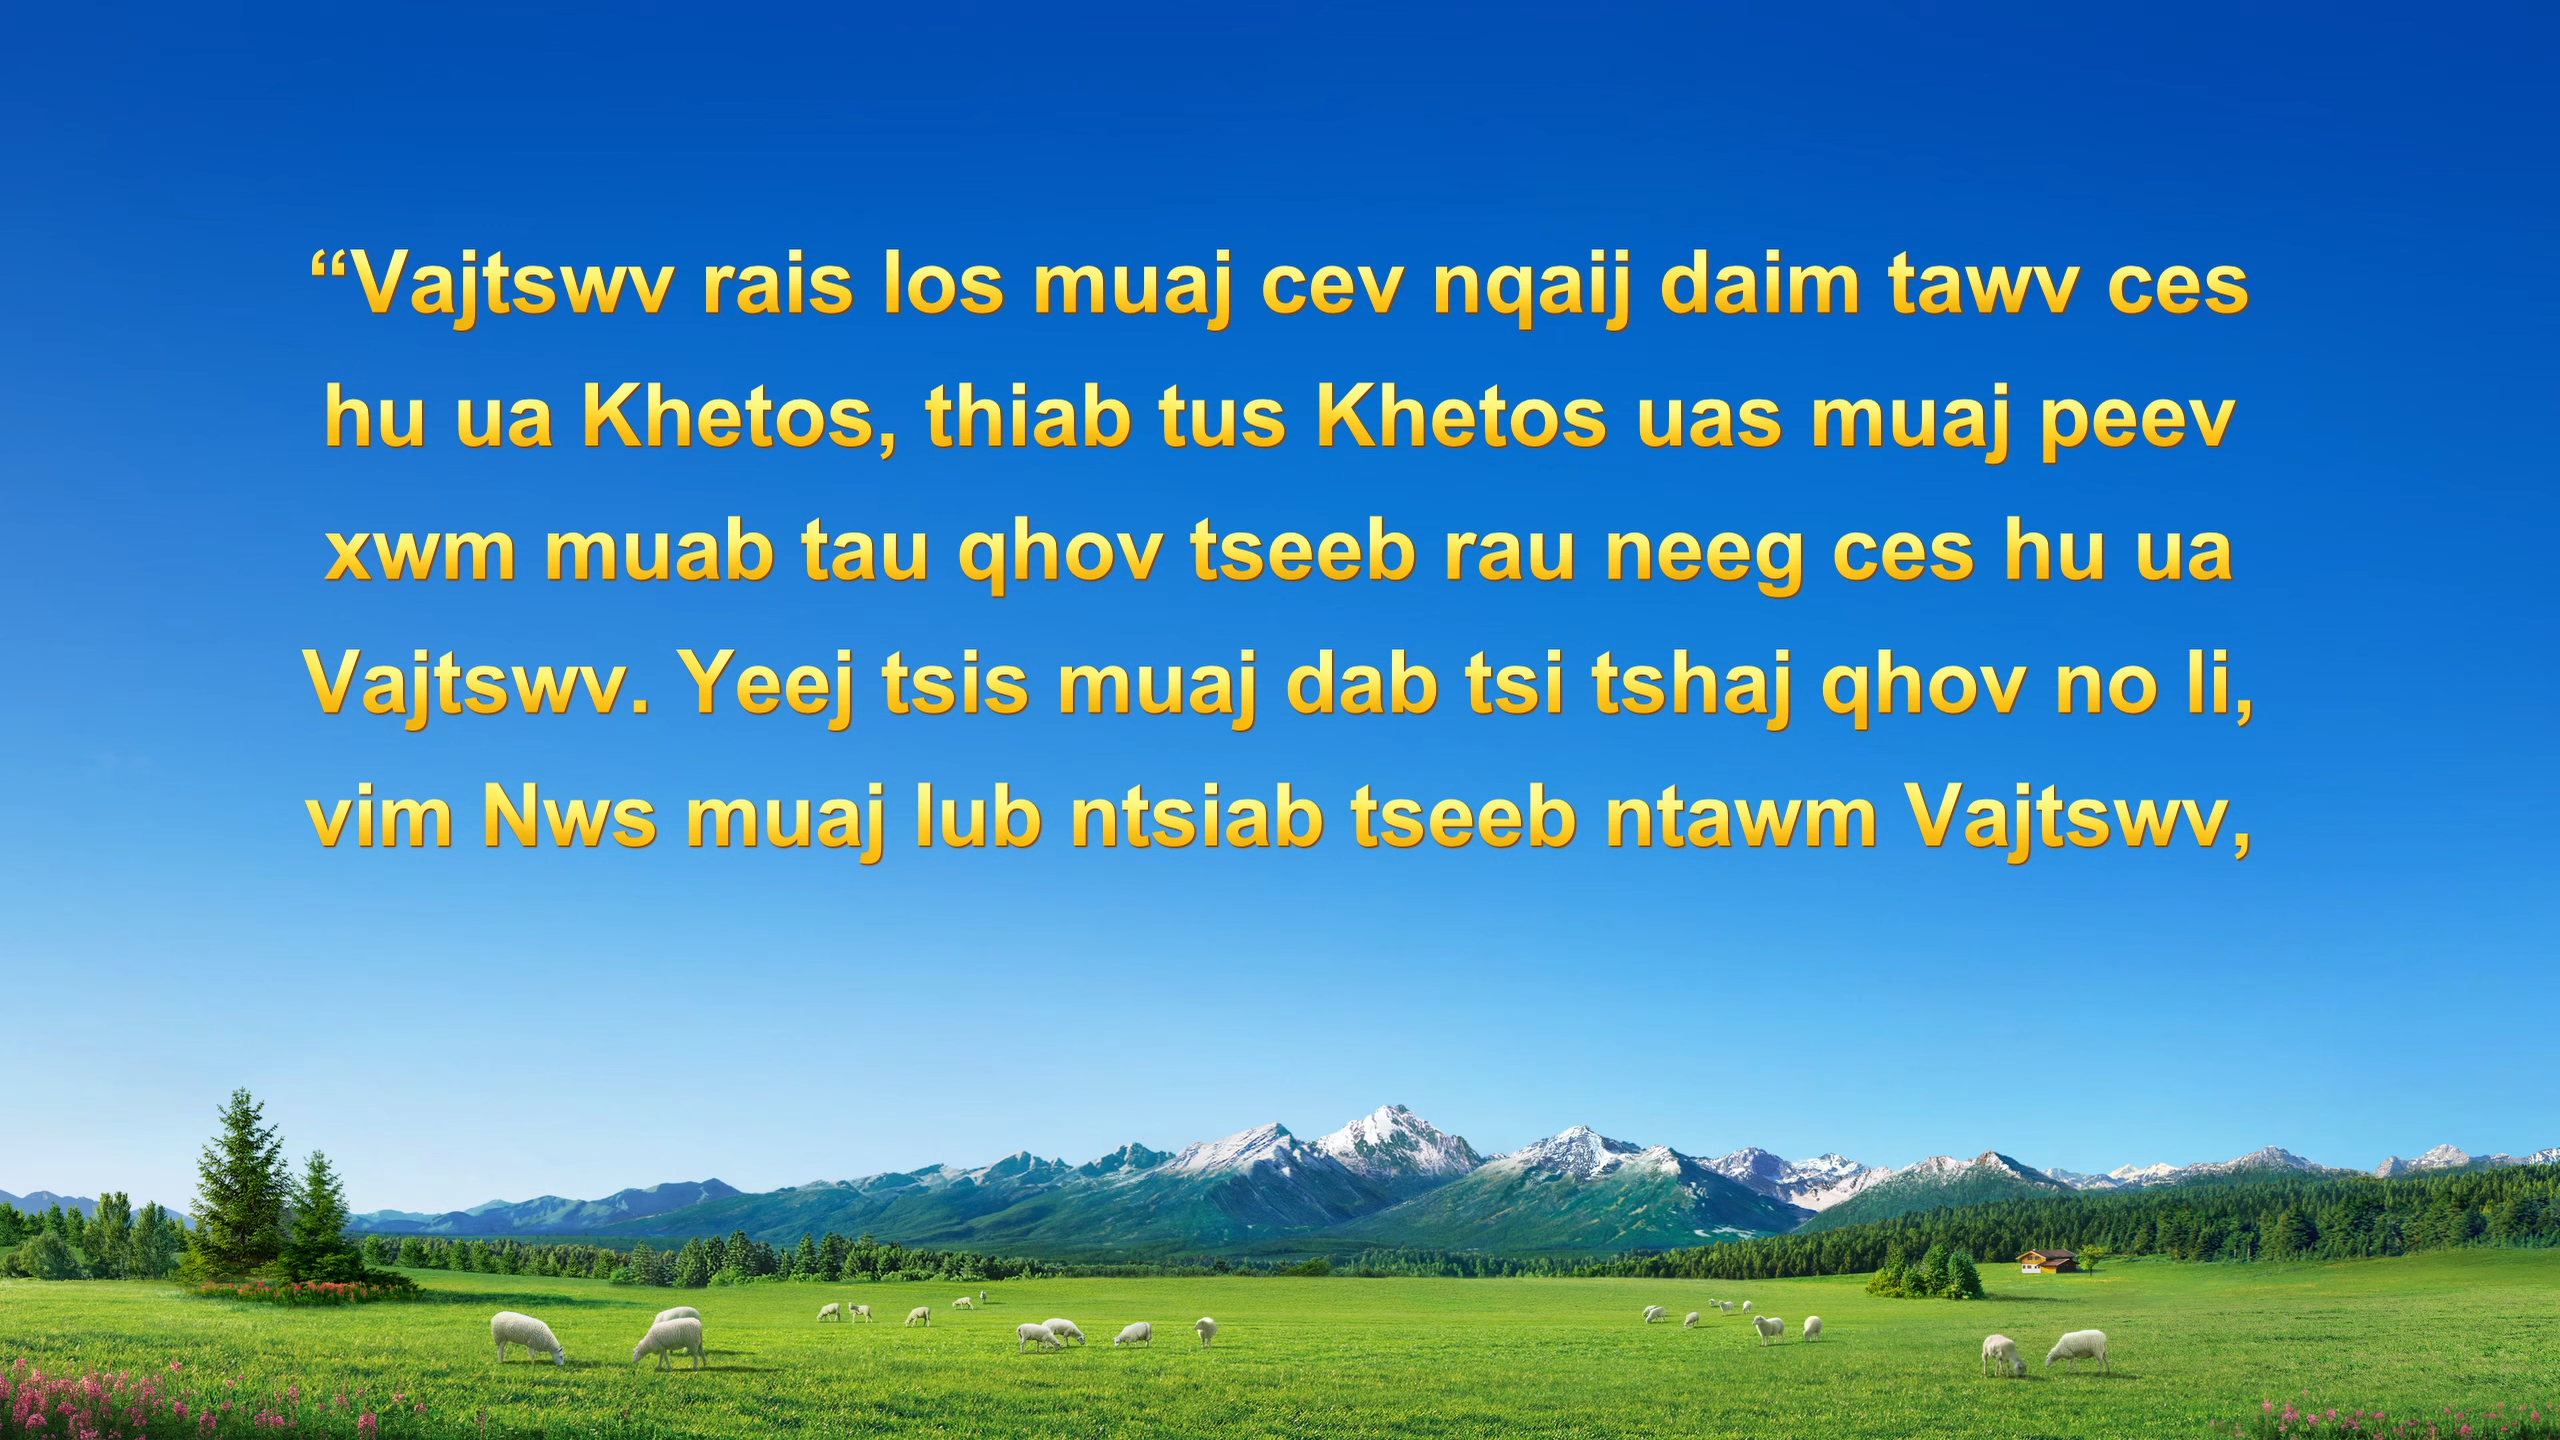 “Vajtswv rais los muaj cev nqaij daim tawv ces
hu ua Khetos, thiab tus Khetos uas muaj peev
xwm muab tau qhov tseeb rau neeg ces hu ua
Vajtswv. Yeej tsis muaj dab tsi tshaj qhov no li,
vim Nws muaj lub ntsiab tseeb ntawm Vajtswv,